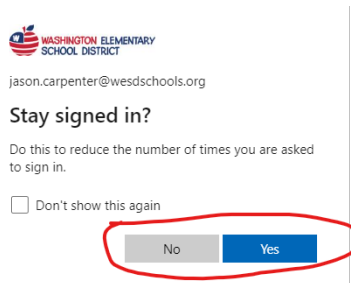 WASHINGTON ELEMENTARY
SCHOOL DISTRICT
jason.carpenter@wesdschools.org
Stay signed in?
Do this to reduce the number of times you are asked
to sign in.
Don't show this again
No Yes